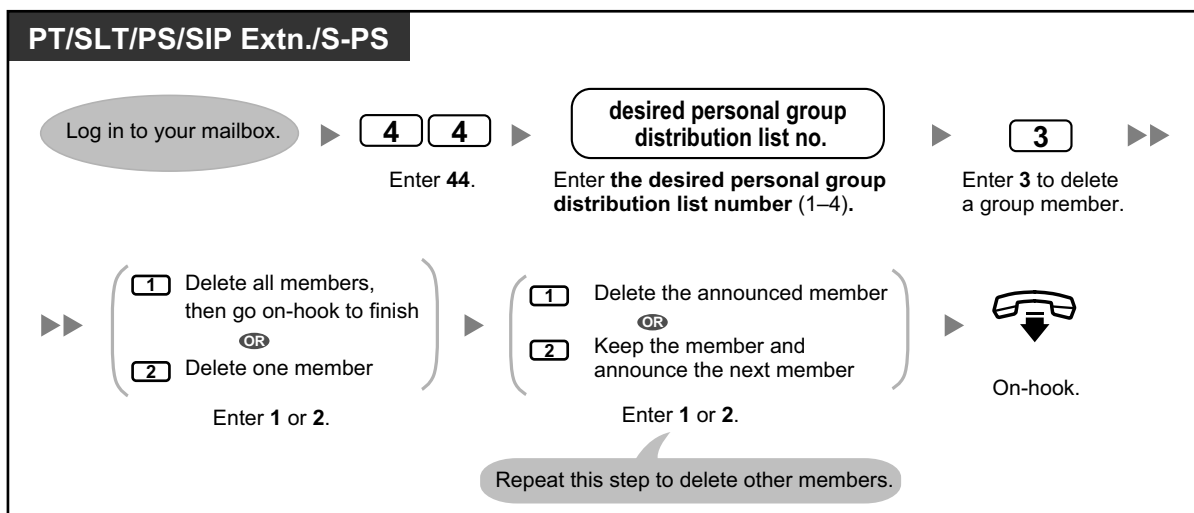 PT/SLT/PS/SIP Extn./S-PS
Log in to your mailbox.
4 4
Enter 44.
desired personal group
distribution list no.
Enter the desired personal group
distribution list number (1–4).
3
Enter 3 to delete
a group member.
1 Delete all members,
then go on-hook to finish
OR
2 Delete one member
Enter 1 or 2.
1 Delete the announced member
OR
2 Keep the member and
announce the next member
Enter 1 or 2.
Repeat this step to delete other members.
On-hook.